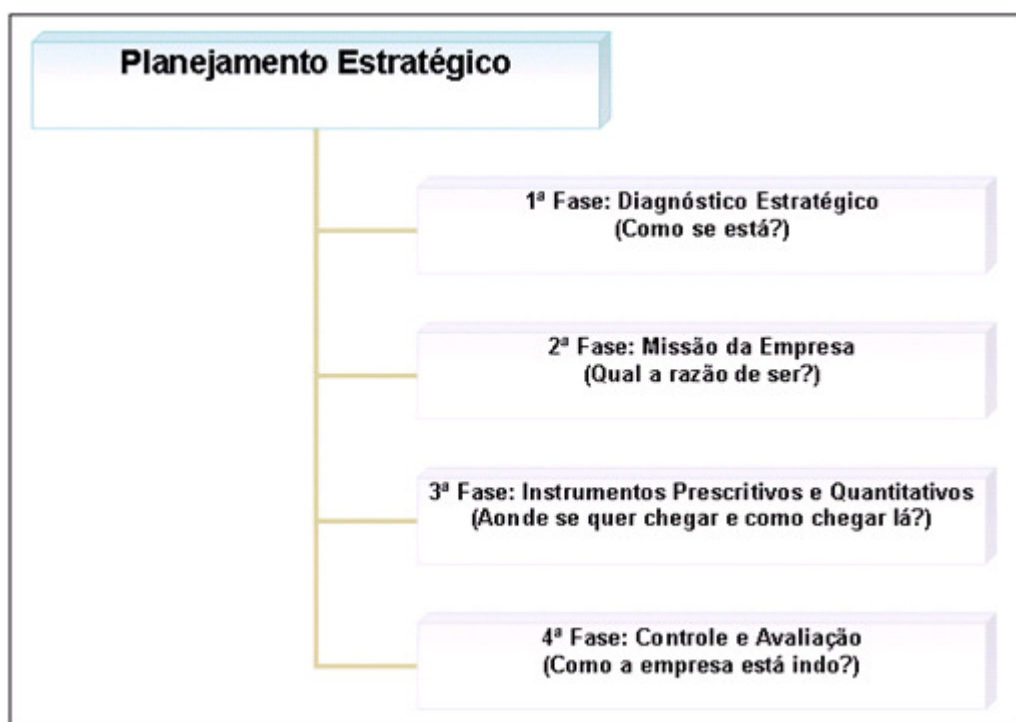 Planejamento Estratégico
1ª Fase: Diagnóstico Estratégico
(Como se está?)
2ª Fase: Missão da Empresa
(Qual a razão de ser?)
3ª Fase: Instrumentos Prescritivos e Quantitativos
(Aonde se quer chegar e como chegar lá?)
4ª Fase: Controle e Avaliação
(Como a empresa está indo?)